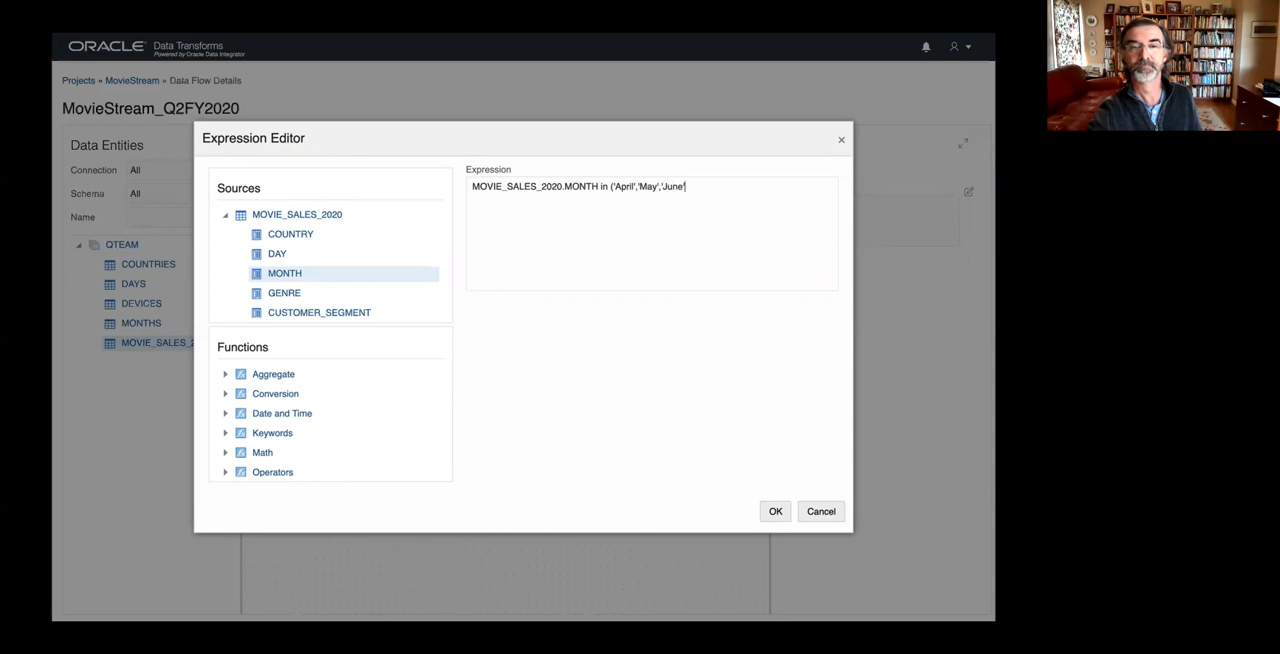 ORACLE Data Transforms
Powered by Oracle Data Integrator
Projects » MovieStream » Data Flow Details
MovieStream_Q2FY2020
Data Entities
Connection All
Schema All
Name
QTEAM
COUNTRIES
DAYS
DEVICES
MONTHS
MOVIE_SALES_2
Expression Editor
×
Sources
MOVIE_SALES_2020
COUNTRY
DAY
MONTH
GENRE
CUSTOMER_SEGMENT
Functions
Aggregate
Conversion
Date and Time
Keywords
Math
Operators
Expression
MOVIE_SALES_2020.MONTH in ('April','May','June'
OK Cancel